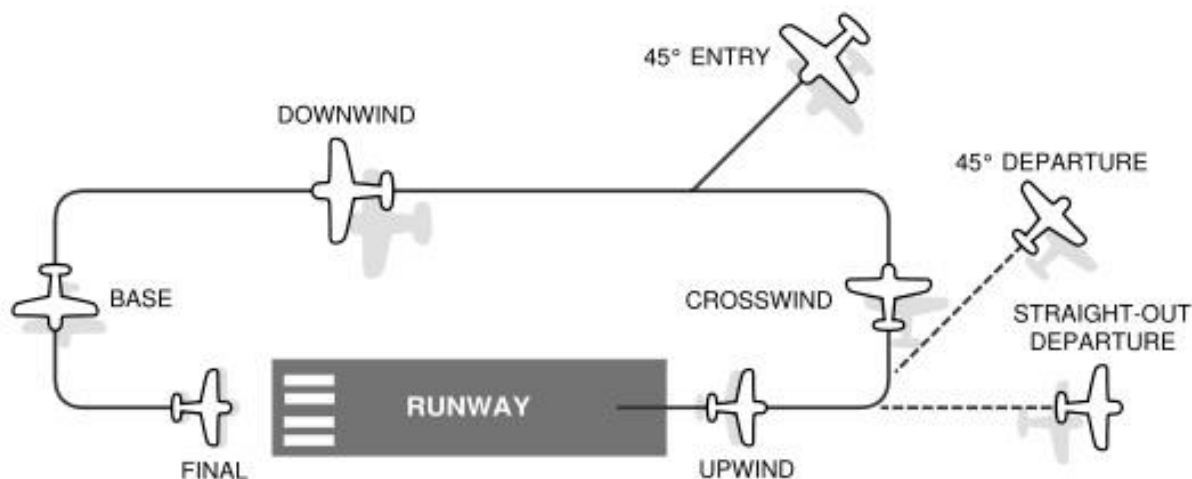 45° ENTRY
DOWNWIND
45° DEPARTURE
BASE
CROSSWIND
STRAIGHT-OUT
DEPARTURE
RUNWAY
FINAL
UPWIND